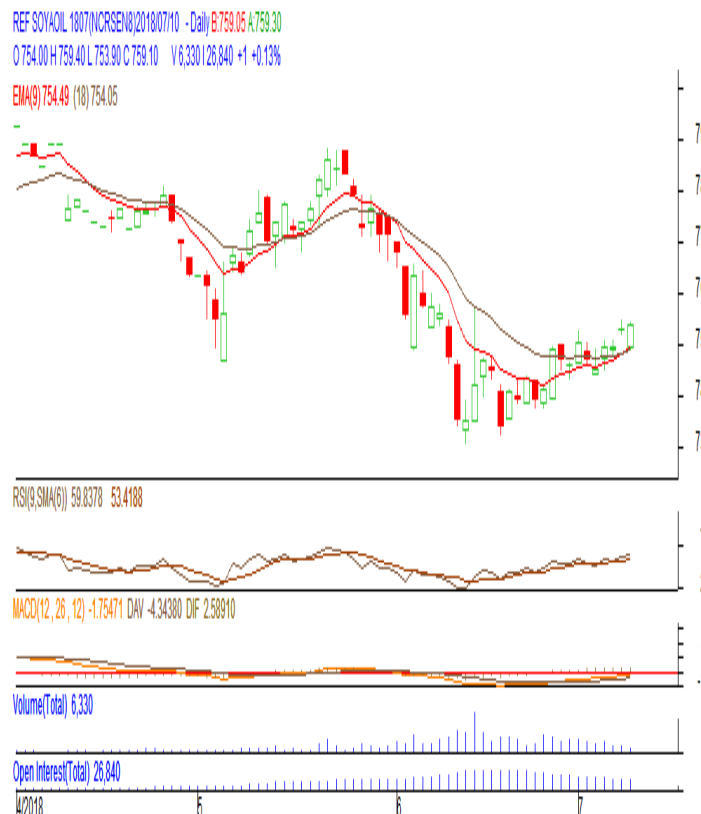 REF SOYAOIL 1807(NCRSEN8)2018/07/10 - Daily B:759.05 A:759.30
O 754.00 H 759.40 L 753.90 C 759.10 V 6,330 I 26,840 +1 +0.13%
EMA(9) 754.49 (18) 754.05
RSI(9,SMA(6)) 59.8378 53.4188
MACD(12 , 26 , 12) -1.75471 DAV -4.34380 DIF 2.58910
Volume(Total) 6,330
Open Interest(Total) 26,840
4/2018 5 6 7